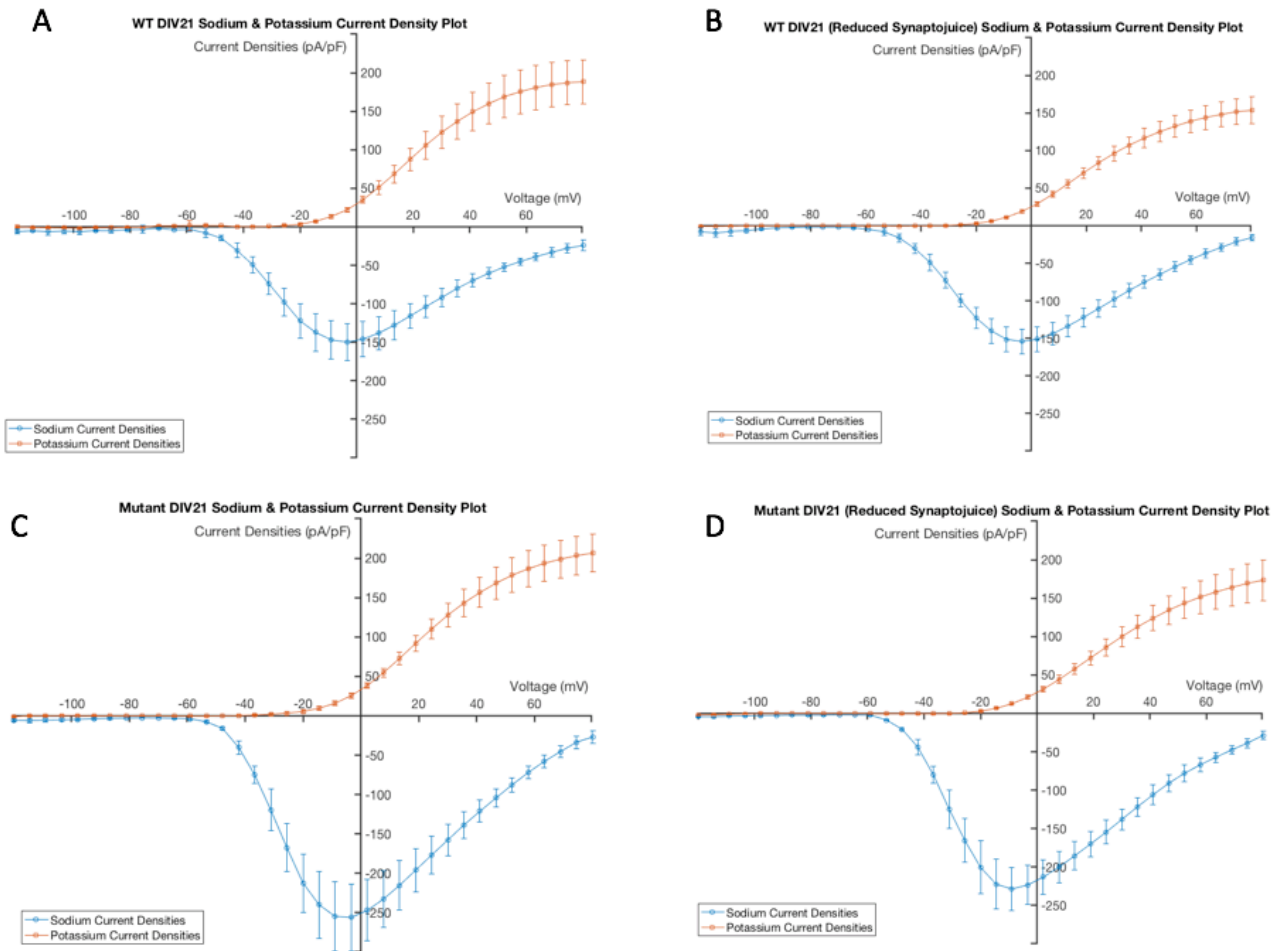 A
WT DIV21 Sodium & Potassium Current Density Plot
Current Densities (pA/pF)
200
150
100
50
Voltage (mV)
-100 -80 -60 -40 -20 20 40 60
-50
-100
-150
-200
-250
Sodium Current Densities
Potassium Current Densities
B
WT DIV21 (Reduced Synaptojuice) Sodium & Potassium Current Density Plot
Current Densities (pA/pF)
200
150
100
50
Voltage (mV)
-100 -80 -60 -40 -20 20 40 60
-50
-100
-150
-200
-250
Sodium Current Densities
Potassium Current Densities
C
Mutant DIV21 Sodium & Potassium Current Density Plot
Current Densities (pA/pF)
200
150
100
50
Voltage (mV)
-100 -80 -60 -40 -20 20 40 60
-50
-100
-150
-200
-250
Sodium Current Densities
Potassium Current Densities
D
Mutant DIV21 (Reduced Synaptojuice) Sodium & Potassium Current Density Plot
Current Densities (pA/pF)
200
150
100
50
Voltage (mV)
-100 -80 -60 -40 -20 20 40 60
-50
-100
-150
-200
-250
Sodium Current Densities
Potassium Current Densities